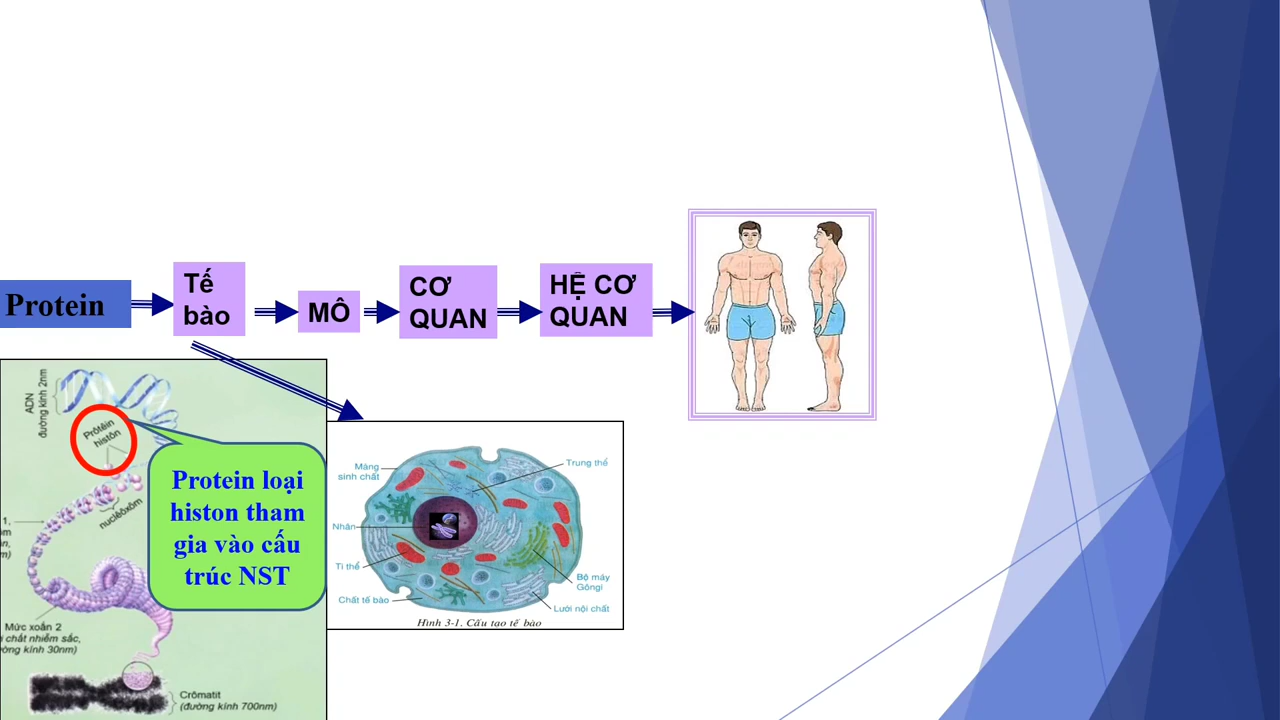 Protein
Tế
bào
MÔ
CƠ
QUAN
HỆ CƠ
QUAN
ADN
đường kính 2nm
Prôtêin
histôn
nuclêôxôm
Protein loại
histon tham
gia vào cấu
trúc NST
Mức xoắn 2
chất nhiễm sắc,
kính 30nm)
Crômatit
(đường kính 700nm)
Màng
sinh chất
Nhân
Ti thể
Chất tế bào
Trung thể
Bộ máy
Gôngi
Lưới nội chất
Hình 3-1. Cấu tạo tế bào